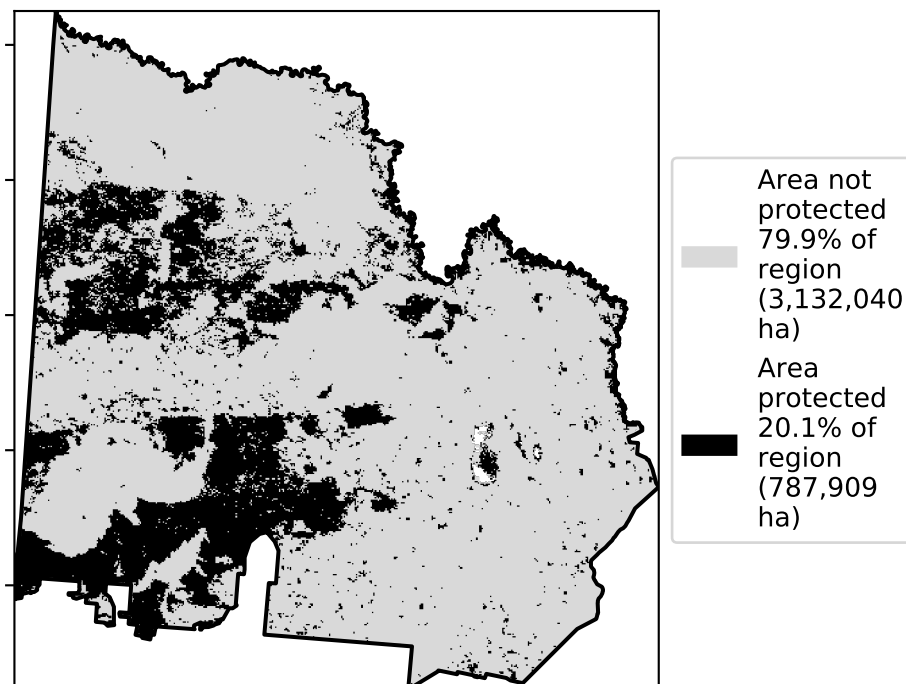 Area not
protected
79.9% of
region
(3,132,040
ha)
Area
protected
20.1% of
region
(787,909
ha)